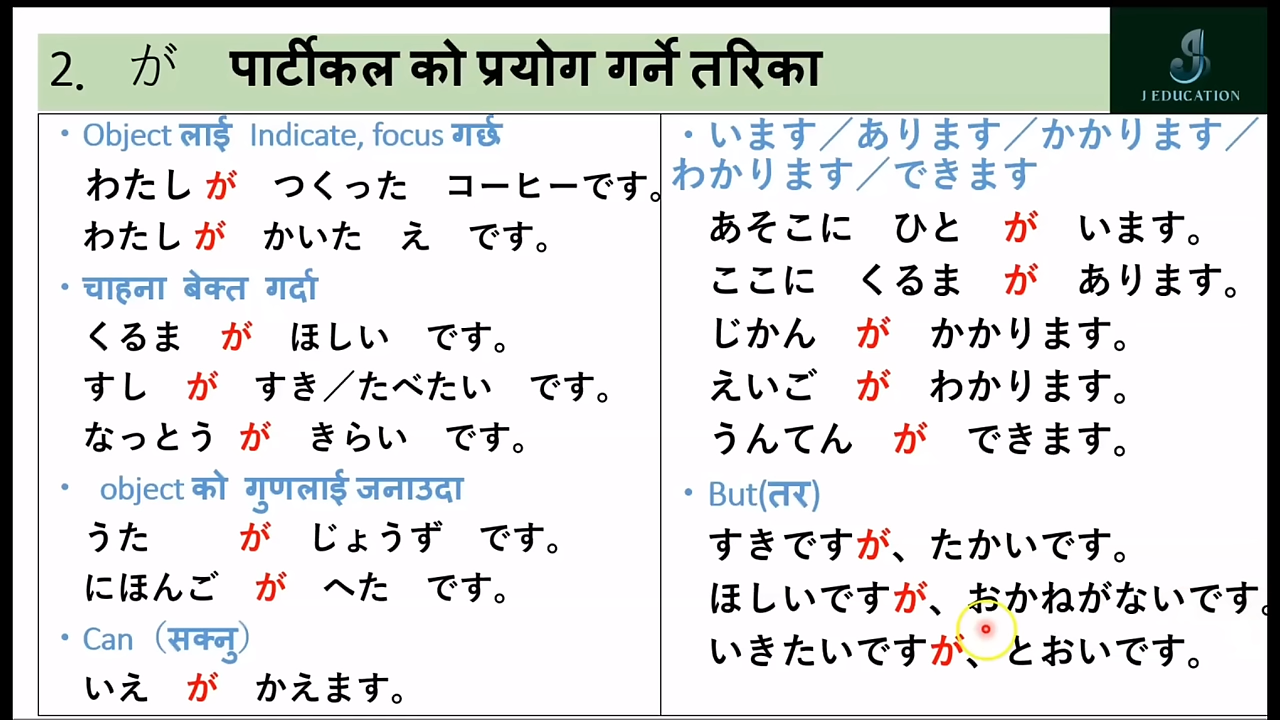 2. が पार्टीकल को प्रयोग गर्ने तरिका
J EDUCATION
・Object लाई Indicate, focus गर्छ
わたし が つくった コーヒーです。
わたし が かいた え です。
・चाहना बेक्त गर्दा
くるま が ほしい です。
すし が すき／たべたい です。
なっとう が きらい です。
・object को गुणलाई जनाउदा
うた が じょうず です。
にほんご が へた です。
・Can（सक्नु）
いえ が かえます。
・います／あります／かかります／
わかります／できます
あそこに ひと が います。
ここに くるま が あります。
じかん が かかります。
えいご が わかります。
うんてん が できます。
・But(तर)
すきですが、たかいです。
ほしいですが、おかねがないです。
いきたいですが、とおいです。